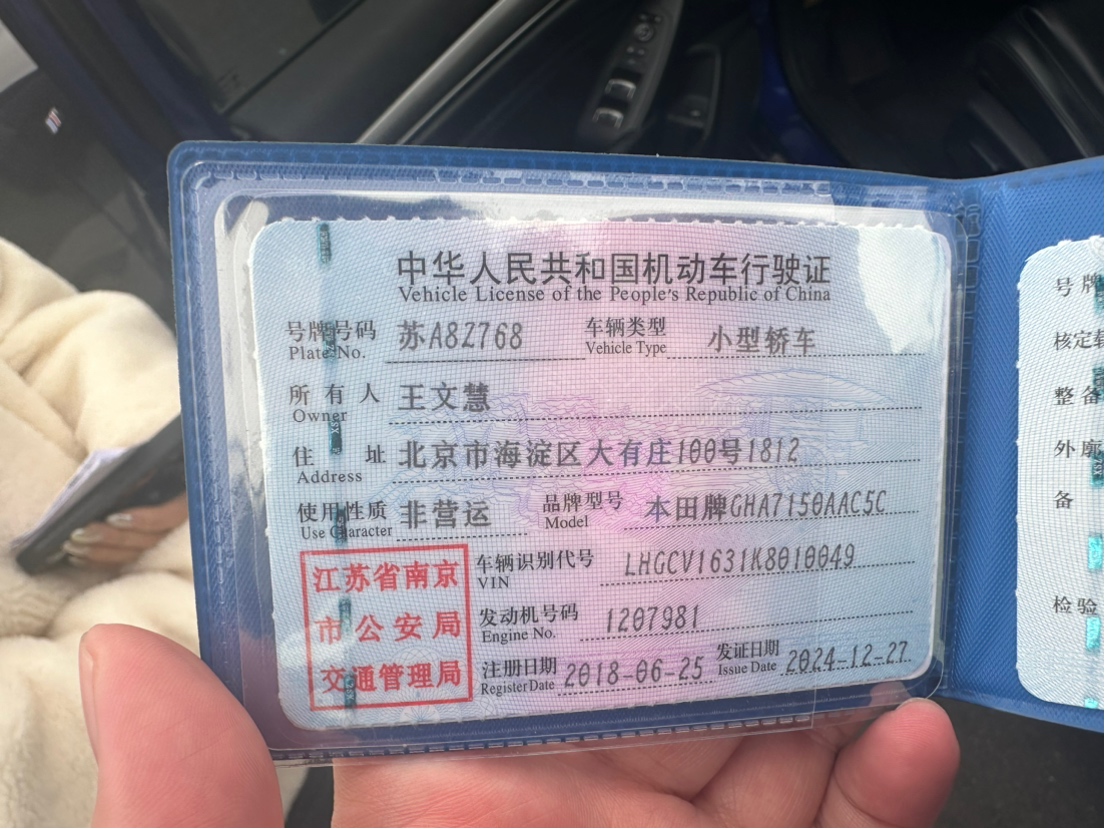 中华人民共和国机动车行驶证
Vehicle License of the People's Republic of China
号牌号码 苏A8Z768 车辆类型 小型轿车
Plate No. Vehicle Type
所有人 王文慧
Owner
住址 北京市海淀区大有庄100号1812
Address
使用性质 非营运 品牌型号 本田牌GHA7150AAC5C
Use Character Model
江苏省南京
市公安局
交通管理局
车辆识别代号 LHGCV1631K8010049
VIN
发动机号码 1207981
Engine No.
注册日期 2018-06-25 发证日期 2024-12-27
Register Date Issue Date
号牌
核定载
整备
外廓
备
检验